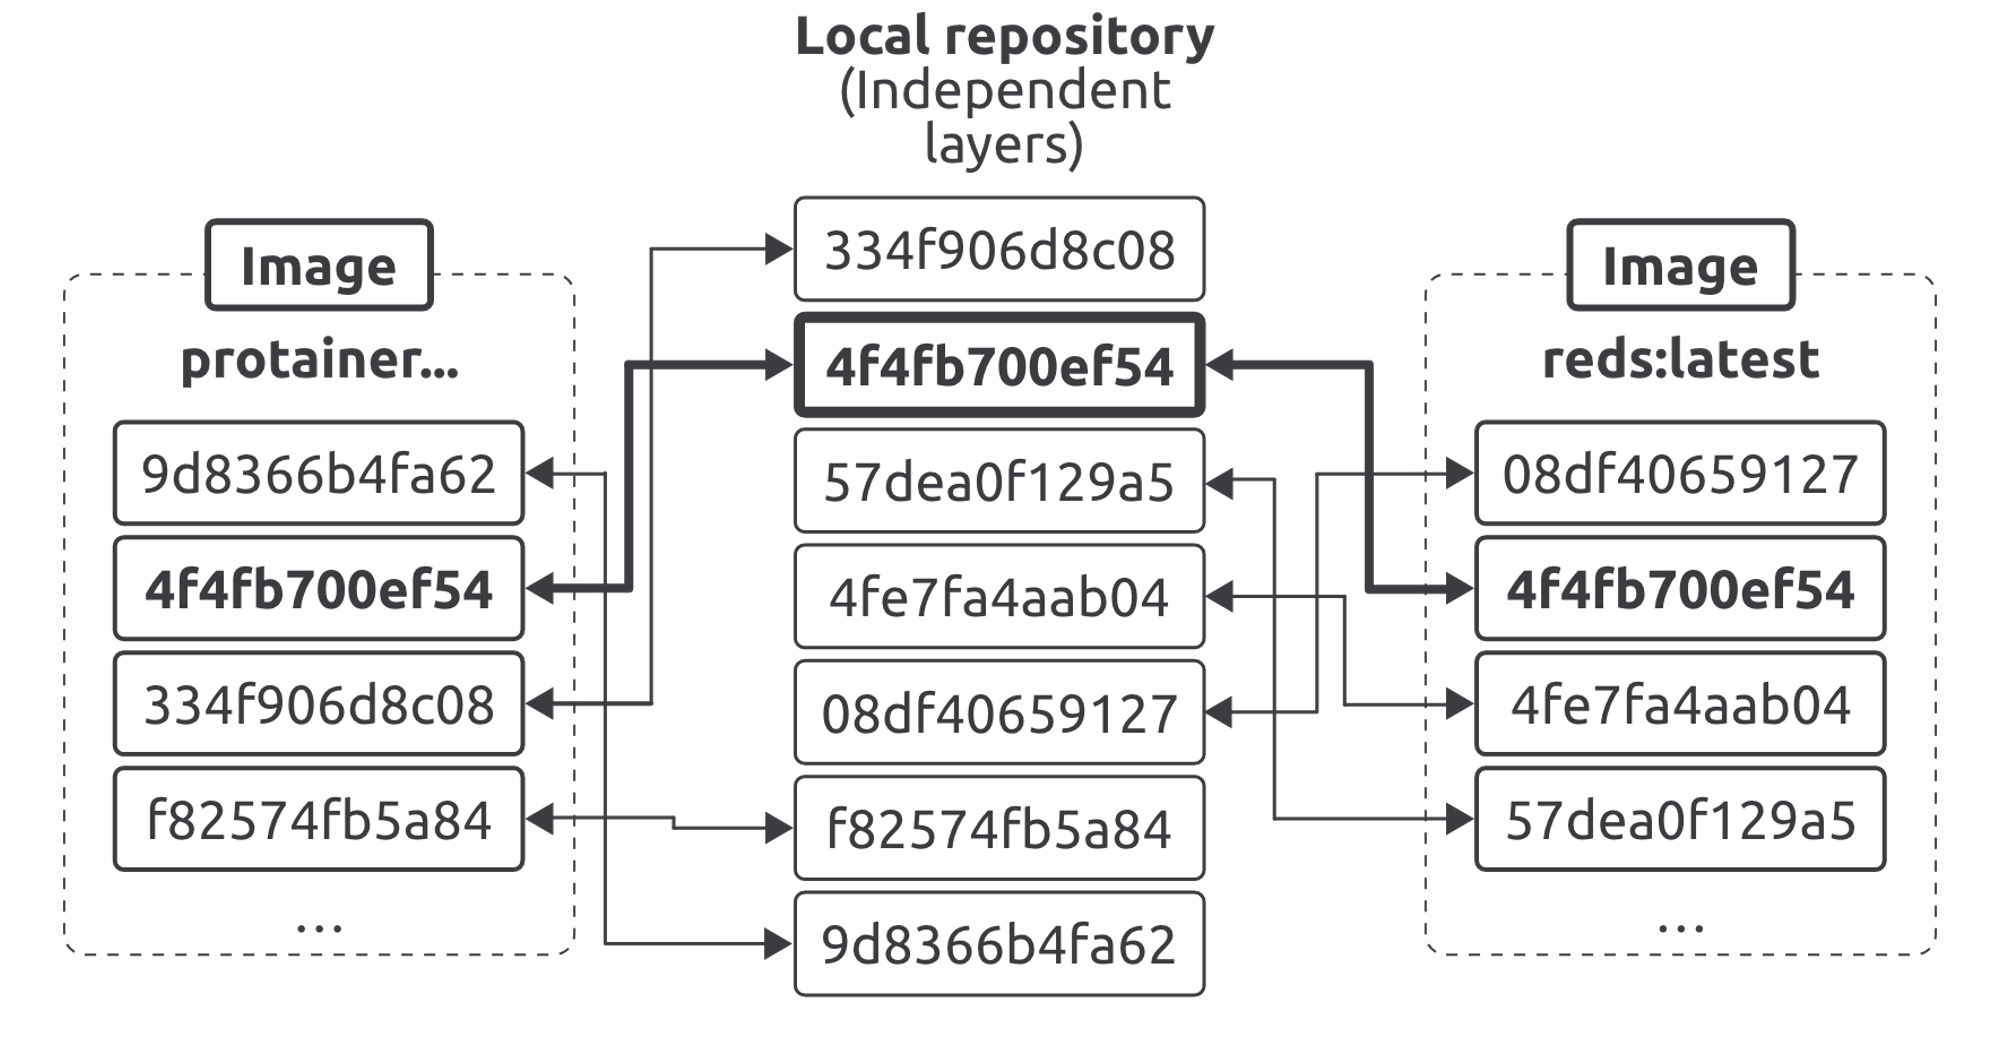 Local repository
(Independent
layers)
Image
protainer...
9d8366b4fa62
4f4fb700ef54
334f906d8c08
f82574fb5a84
...
334f906d8c08
4f4fb700ef54
57dea0f129a5
4fe7fa4aab04
08df40659127
f82574fb5a84
9d8366b4fa62
Image
reds:latest
08df40659127
4f4fb700ef54
4fe7fa4aab04
57dea0f129a5
...